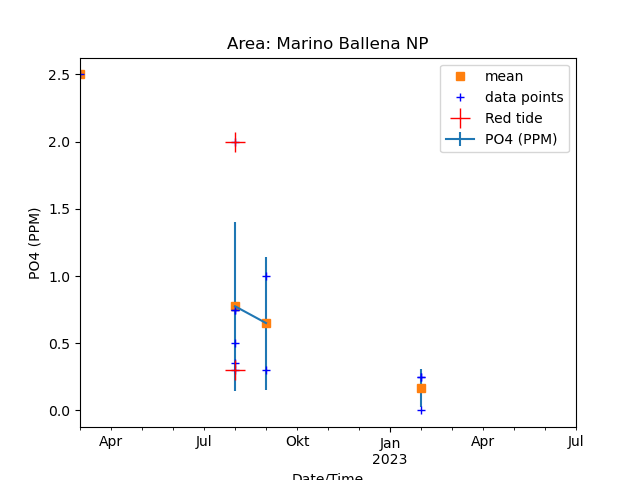 Area: Marino Ballena NP
mean
data points
Red tide
PO4 (PPM)
PO4 (PPM)
2.5
2.0
1.5
1.0
0.5
0.0
Apr
Jul
Okt
Jan
2023
Apr
Jul
Date/Time